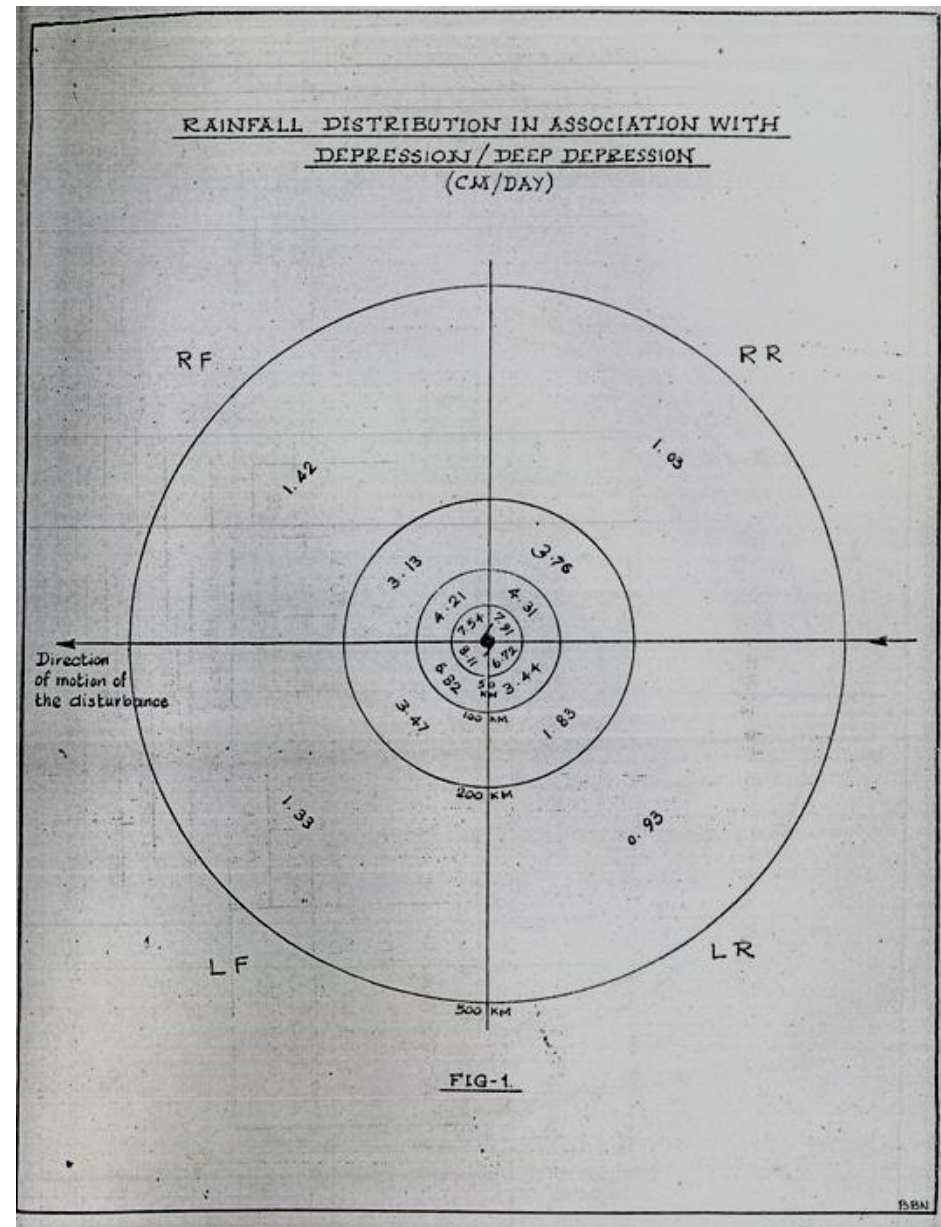 RAINFALL DISTRIBUTION IN ASSOCIATION WITH
DEPRESSION/DEEP DEPRESSION
(CM/DAY)
RF
RR
1.42
1.03
3.13
3.76
4.21
4.31
7.54
7.91
Direction
of motion of
the disturbance
8.11
6.72
6.82
50
KM
3.44
100 KM
3.47
1.83
200 KM
1.33
0.93
LF
LR
500 KM
FIG-1.
BBN